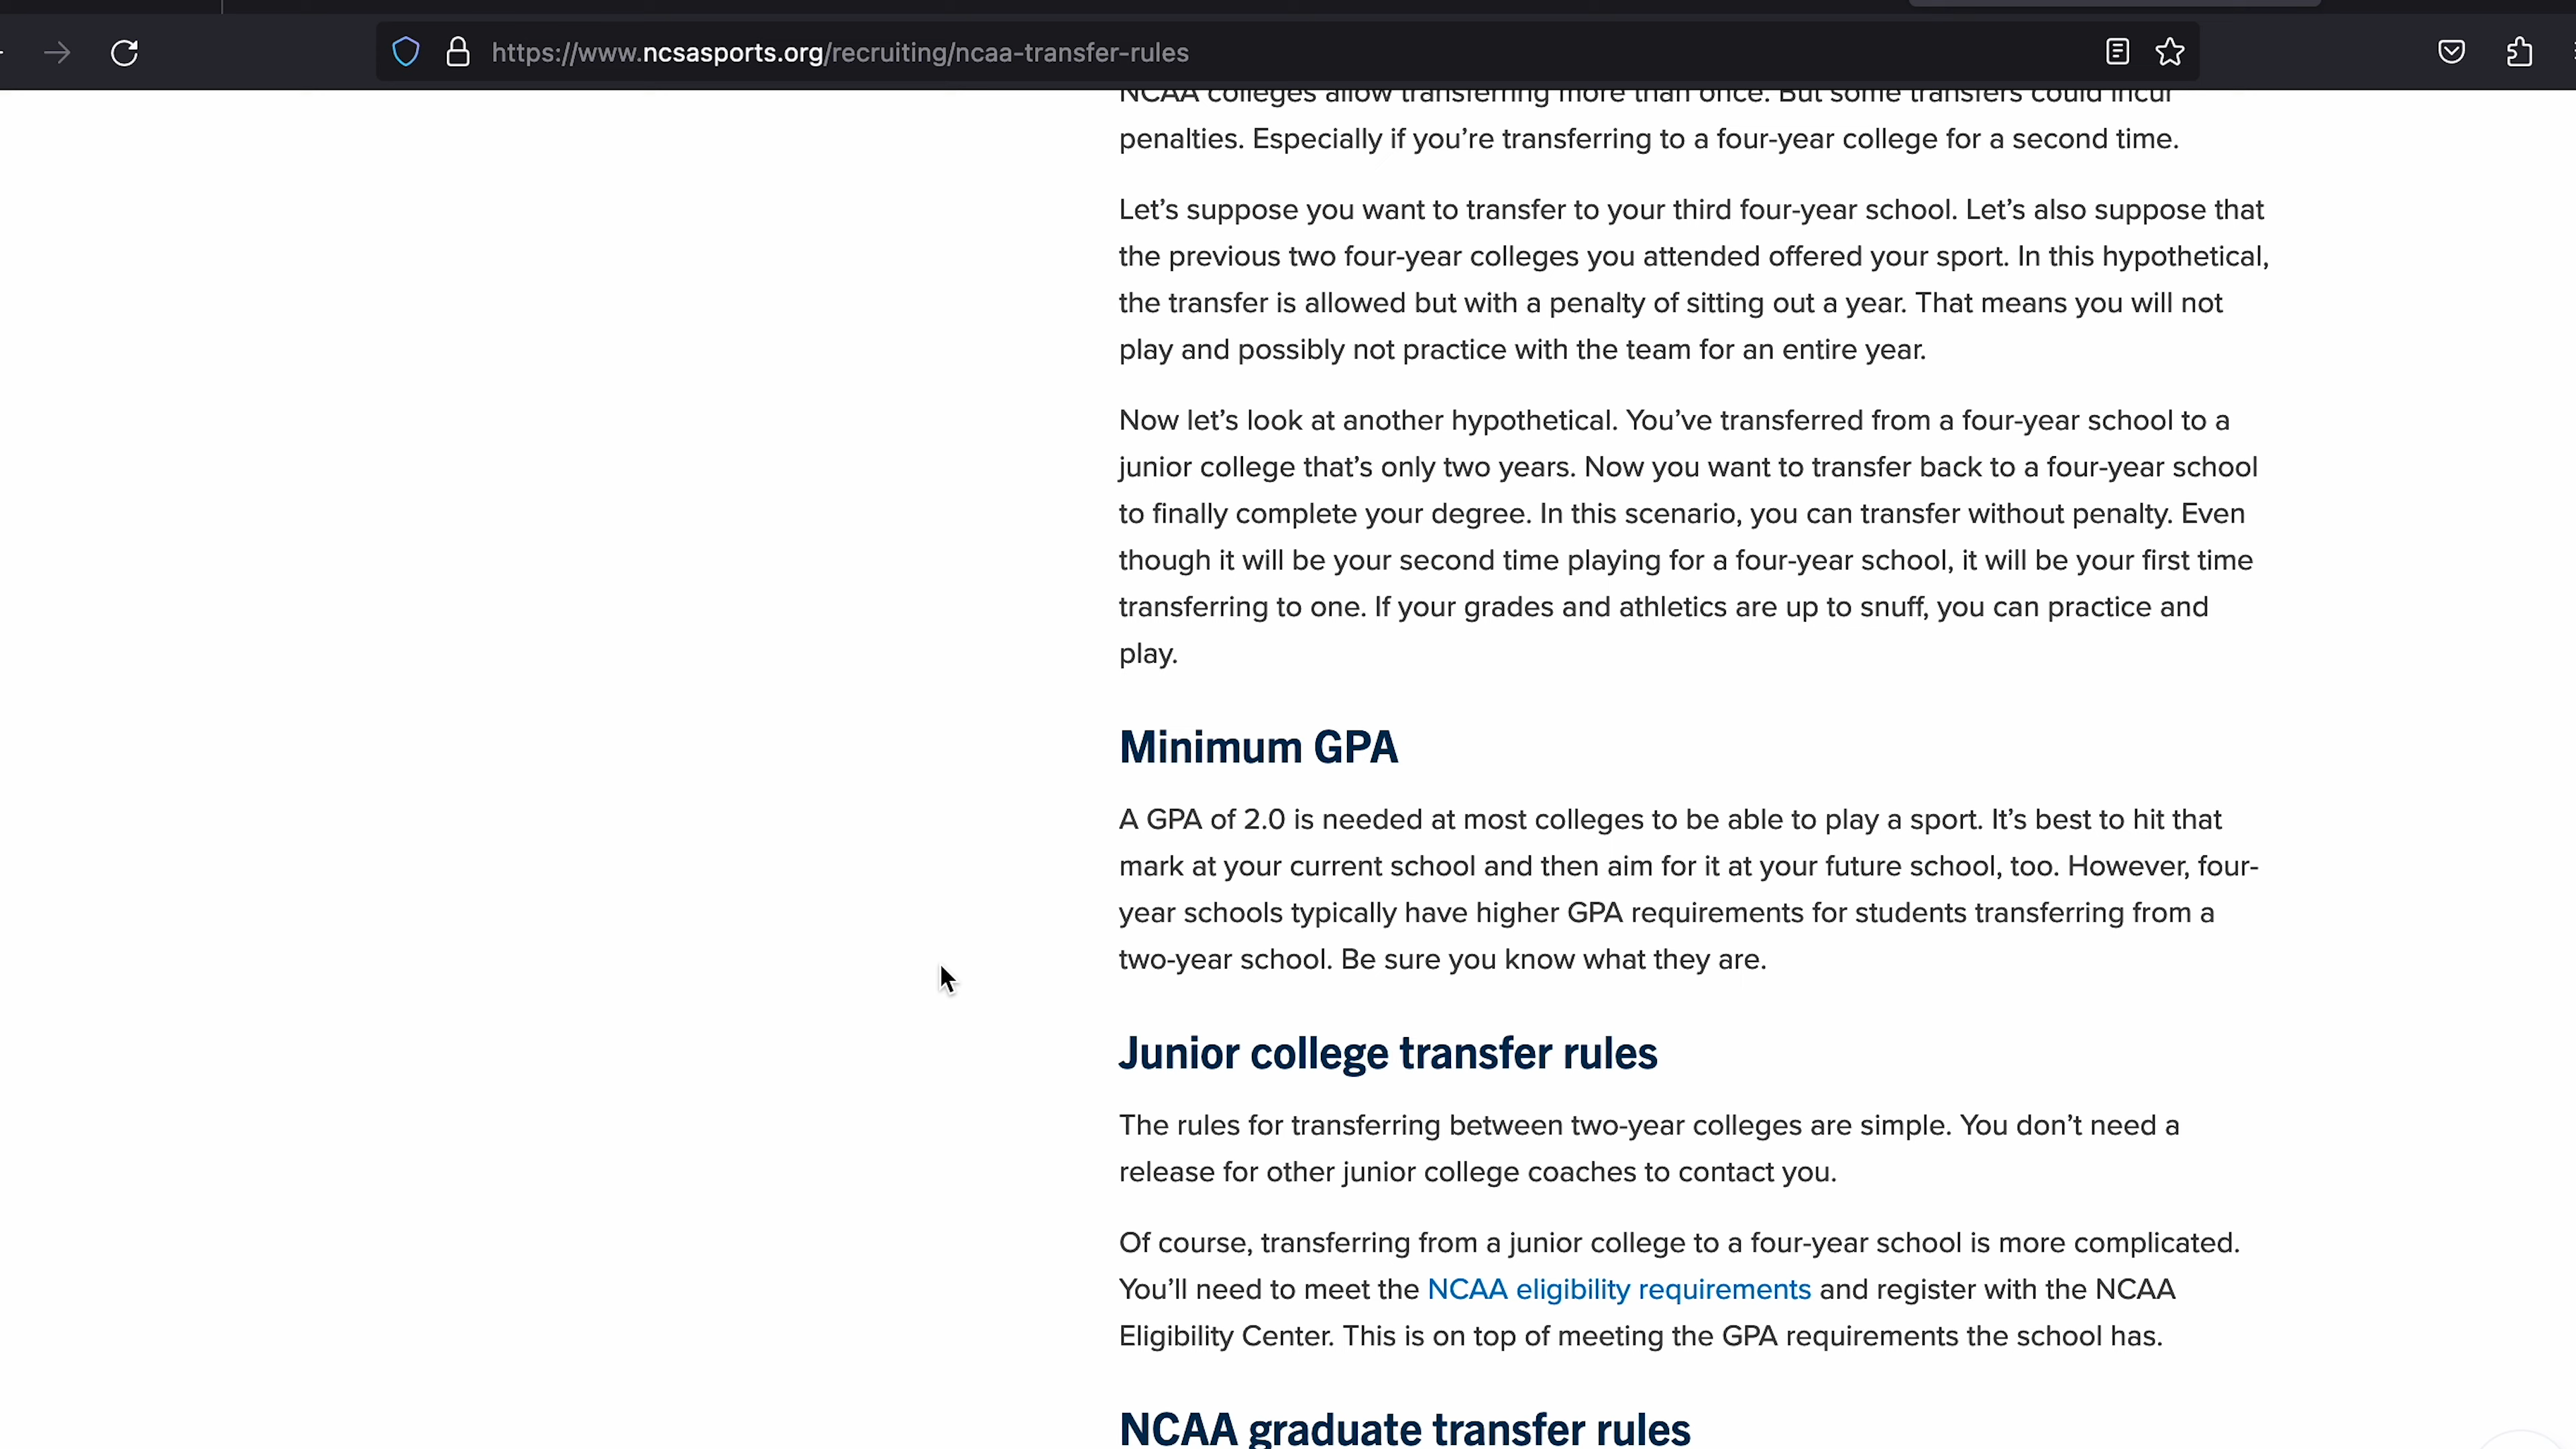 https://www.ncsasports.org/recruiting/ncaa-transfer-rules
NCAA colleges allow transferring more than once. But some transfers could incur
penalties. Especially if you’re transferring to a four-year college for a second time.
Let’s suppose you want to transfer to your third four-year school. Let’s also suppose that
the previous two four-year colleges you attended offered your sport. In this hypothetical,
the transfer is allowed but with a penalty of sitting out a year. That means you will not
play and possibly not practice with the team for an entire year.
Now let’s look at another hypothetical. You’ve transferred from a four-year school to a
junior college that’s only two years. Now you want to transfer back to a four-year school
to finally complete your degree. In this scenario, you can transfer without penalty. Even
though it will be your second time playing for a four-year school, it will be your first time
transferring to one. If your grades and athletics are up to snuff, you can practice and
play.
Minimum GPA
A GPA of 2.0 is needed at most colleges to be able to play a sport. It’s best to hit that
mark at your current school and then aim for it at your future school, too. However, four-
year schools typically have higher GPA requirements for students transferring from a
two-year school. Be sure you know what they are.
Junior college transfer rules
The rules for transferring between two-year colleges are simple. You don’t need a
release for other junior college coaches to contact you.
Of course, transferring from a junior college to a four-year school is more complicated.
You’ll need to meet the NCAA eligibility requirements and register with the NCAA
Eligibility Center. This is on top of meeting the GPA requirements the school has.
NCAA graduate transfer rules